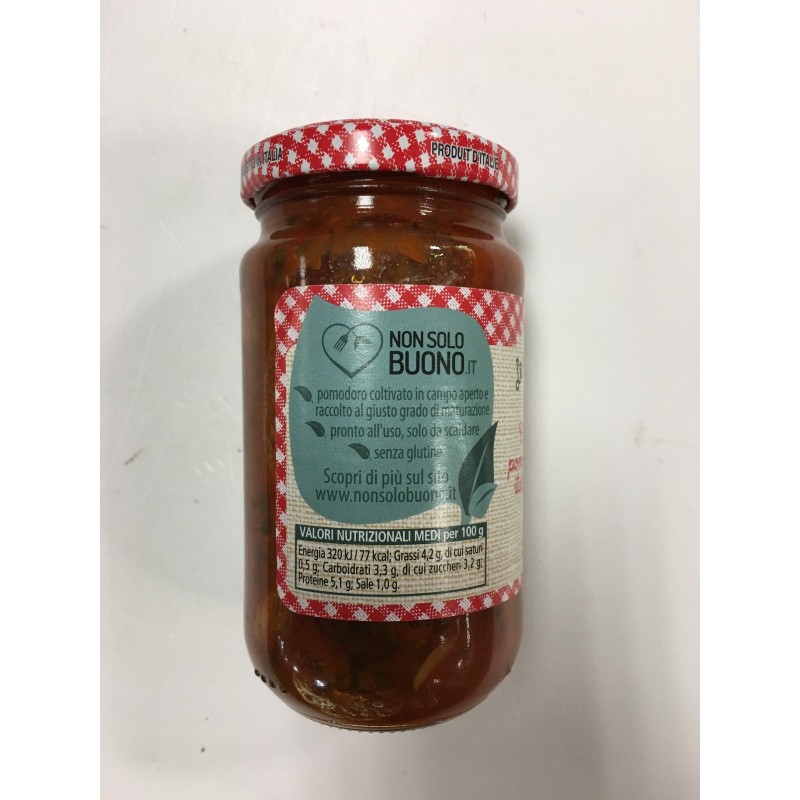 IN ITALIA
PRODUIT D'ITALIE
NON SOLO
BUONO.IT
pomodoro coltivato in campo aperto e
raccolto al giusto grado di maturazione
pronto all'uso, solo da scaldare
senza glutine
Scopri di più sul sito
www.nonsolobuono.it
VALORI NUTRIZIONALI MEDI per 100 g
Energia 320 kJ / 77 kcal; Grassi 4,2 g, di cui saturi
0,5 g; Carboidrati 3,3 g, di cui zuccheri 3,2 g;
Proteine 5,1 g; Sale 1,0 g.